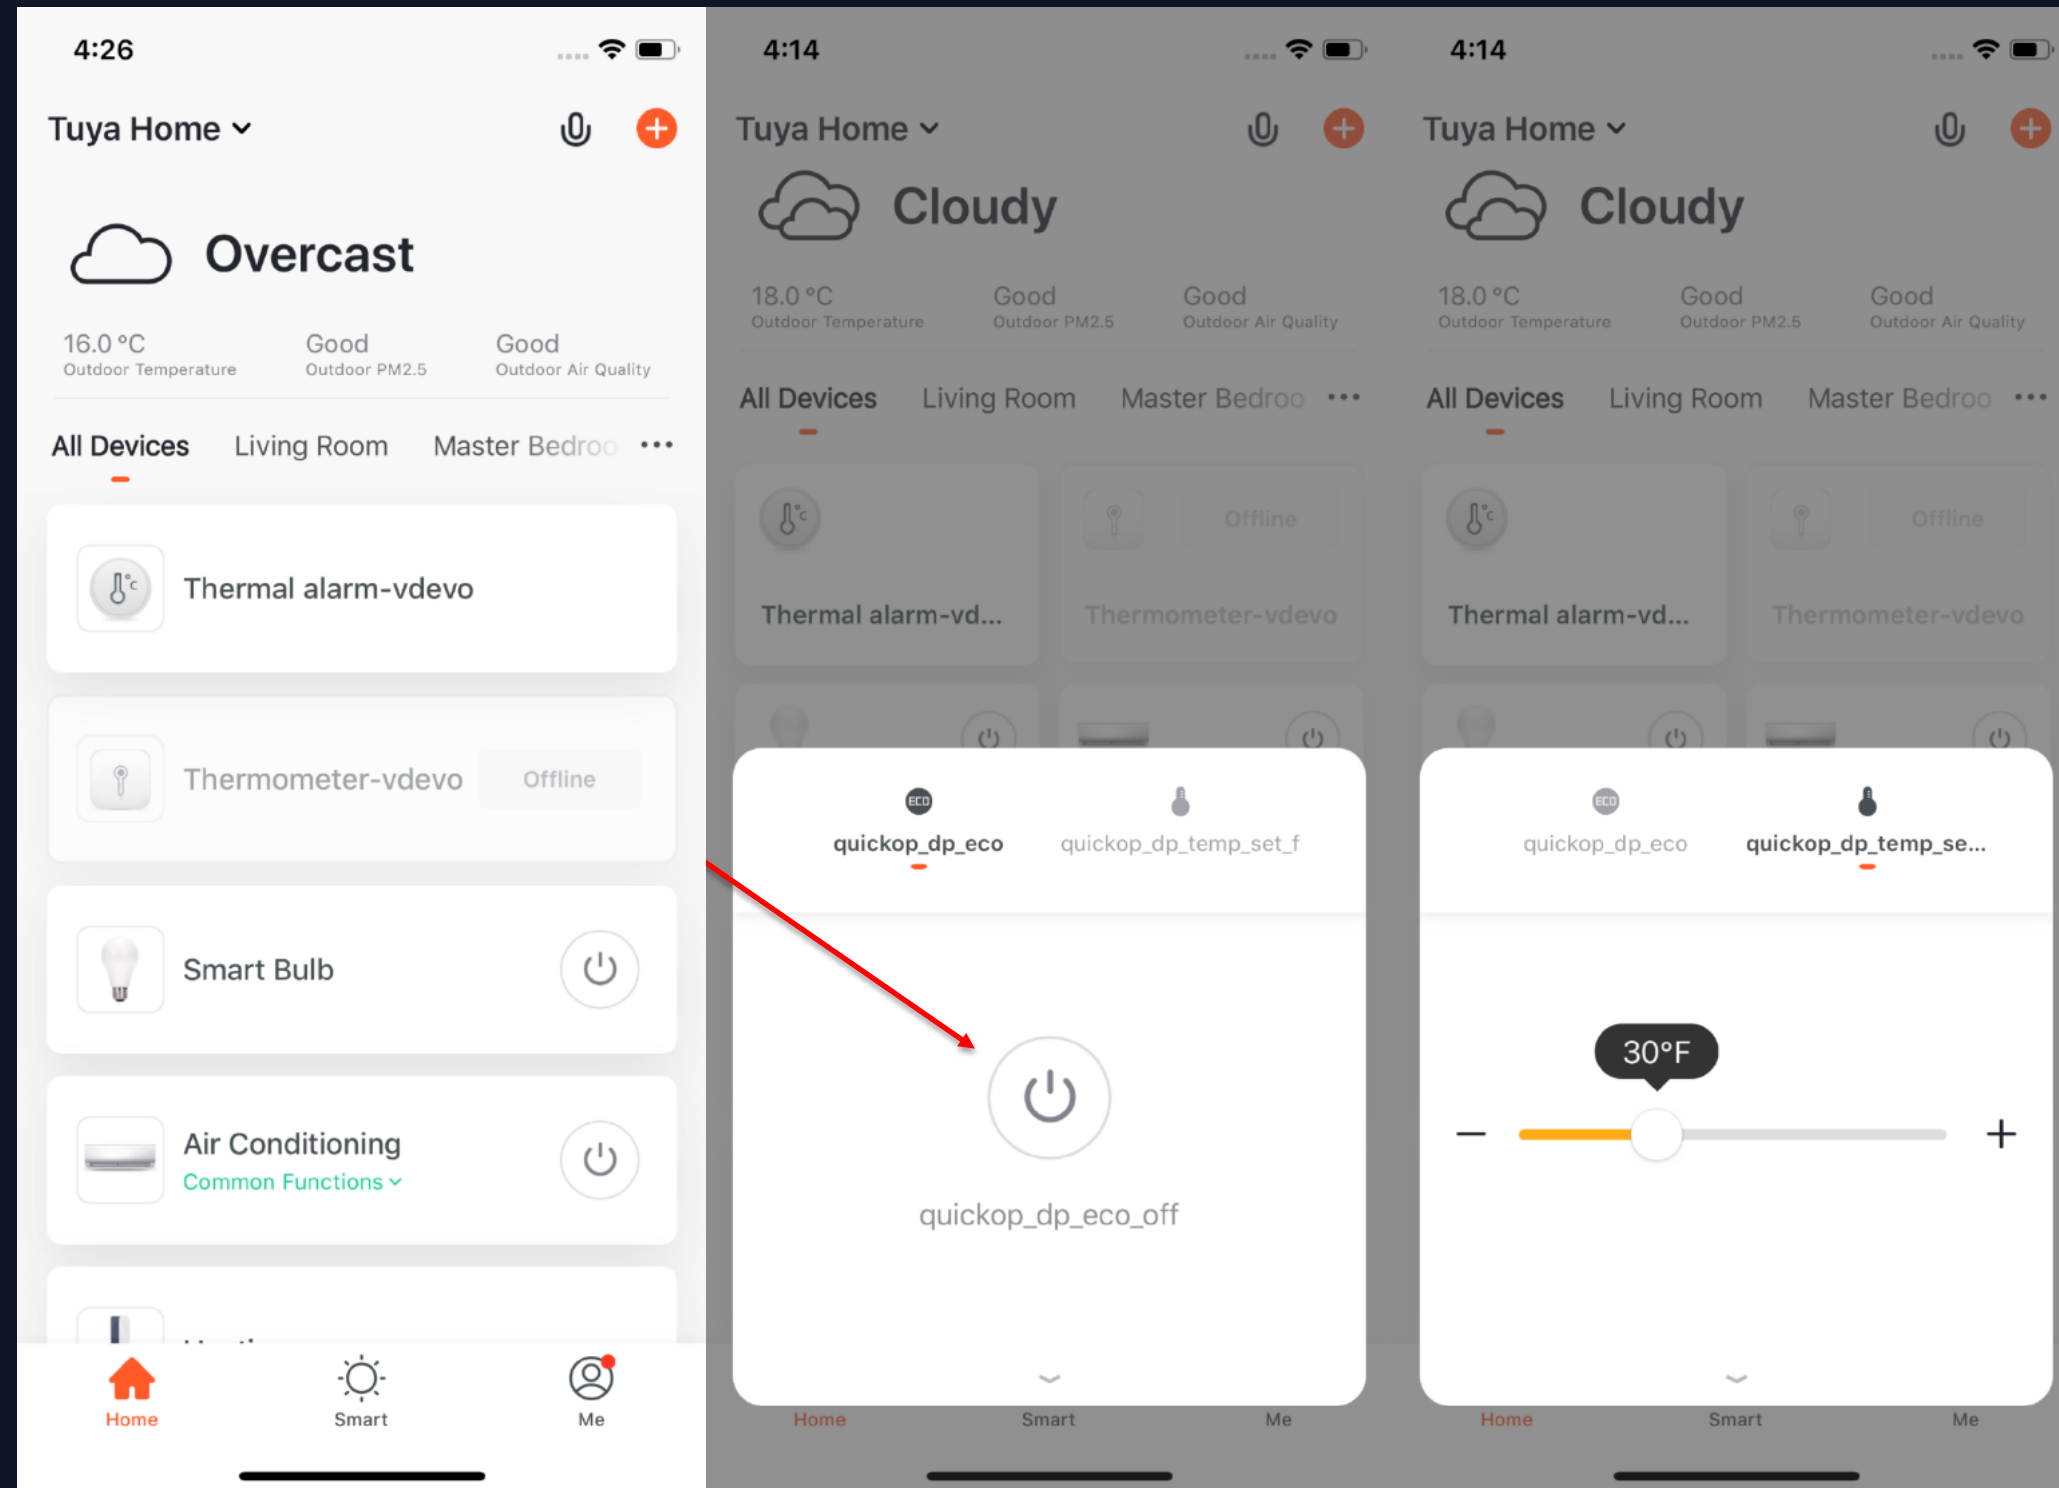 4:26
Tuya Home
Overcast
16.0 °C
Outdoor Temperature
Good
Outdoor PM2.5
Good
Outdoor Air Quality
All Devices Living Room Master Bedroo
°C
Thermal alarm-vdevo
Thermometer-vdevo Offline
Smart Bulb
Air Conditioning
Common Functions
Home Smart Me
4:14
Tuya Home
Cloudy
18.0 °C
Outdoor Temperature
Good
Outdoor PM2.5
Good
Outdoor Air Quality
All Devices Living Room Master Bedroo
°C
Offline
Thermal alarm-vd...
Thermometer-vdevo
ECO
quickop_dp_eco quickop_dp_temp_set_f
quickop_dp_eco_off
Home Smart Me
4:14
Tuya Home
Cloudy
18.0 °C
Outdoor Temperature
Good
Outdoor PM2.5
Good
Outdoor Air Quality
All Devices Living Room Master Bedroo
°C
Offline
Thermal alarm-vd...
Thermometer-vdevo
ECO
quickop_dp_eco quickop_dp_temp_se...
30°F
Home Smart Me